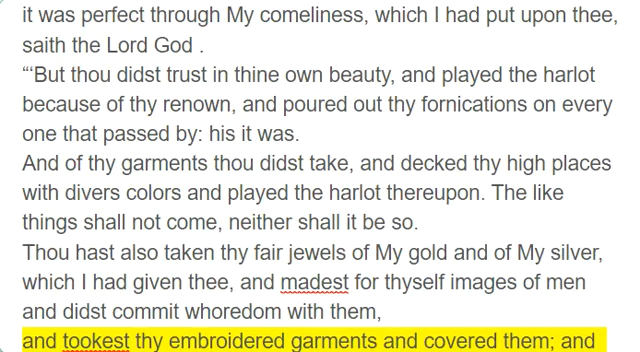 it was perfect through My comeliness, which I had put upon thee,
saith the Lord God .
“‘But thou didst trust in thine own beauty, and played the harlot
because of thy renown, and poured out thy fornications on every
one that passed by: his it was.
And of thy garments thou didst take, and decked thy high places
with divers colors and played the harlot thereupon. The like
things shall not come, neither shall it be so.
Thou hast also taken thy fair jewels of My gold and of My silver,
which I had given thee, and madest for thyself images of men
and didst commit whoredom with them,
and tookest thy embroidered garments and covered them; and